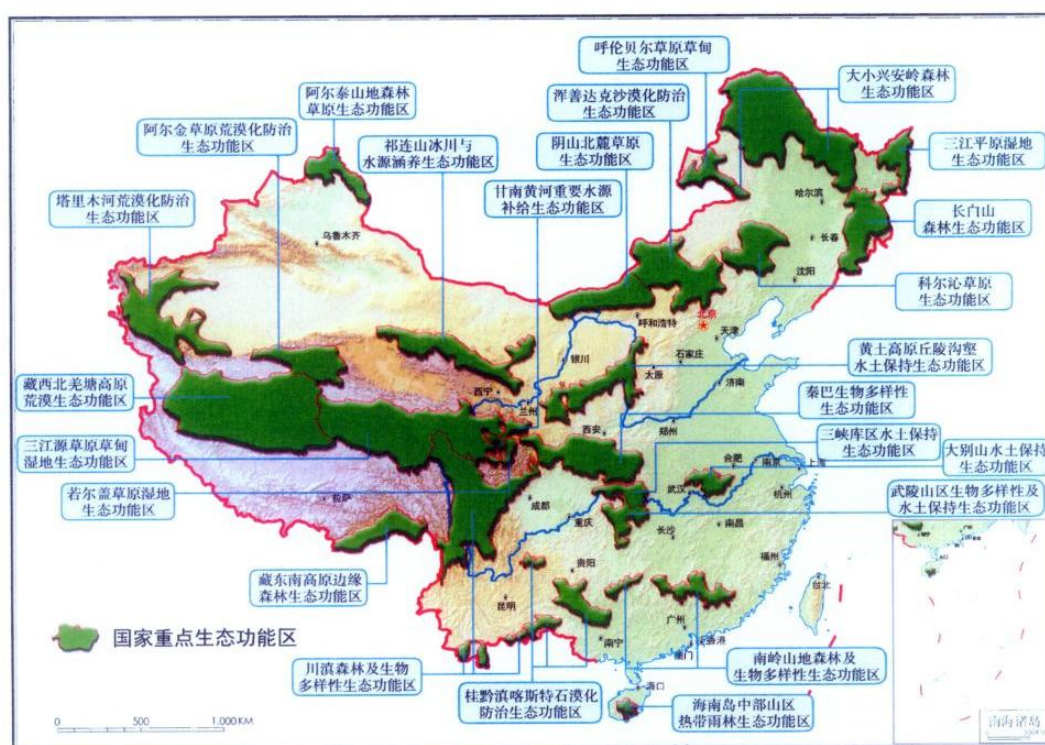 呼伦贝尔草原草甸
生态功能区
大小兴安岭森林
生态功能区
阿尔泰山地森林
草原生态功能区
浑善达克沙漠化防治
生态功能区
阿尔金草原荒漠化防治
生态功能区
祁连山冰川与
水源涵养生态功能区
阴山北麓草原
生态功能区
三江平原湿地
生态功能区
塔里木河荒漠化防治
生态功能区
甘南黄河重要水源
补给生态功能区
长白山
森林生态功能区
哈尔滨
长春
乌鲁木齐
沈阳
科尔沁草原
生态功能区
呼和浩特
北京
天津
黄土高原丘陵沟壑
水土保持生态功能区
银川
石家庄
太原
济南
藏西北羌塘高原
荒漠生态功能区
西宁
兰州
秦巴生物多样性
生态功能区
西安
郑州
三江源草原草甸
湿地生态功能区
三峡库区水土保持
生态功能区
大别山水土保持
生态功能区
合肥
南京
上海
若尔盖草原湿地
生态功能区
拉萨
成都
武汉
杭州
武陵山区生物多样性及
水土保持生态功能区
重庆
长沙
南昌
藏东南高原边缘
森林生态功能区
贵阳
福州
台北
昆明
国家重点生态功能区
广州
南宁
香港
澳门
川滇森林及生物
多样性生态功能区
桂黔滇喀斯特石漠化
防治生态功能区
南岭山地森林及
生物多样性生态功能区
海口
海南岛中部山区
热带雨林生态功能区
0 500 1,000 KM
南海诸岛